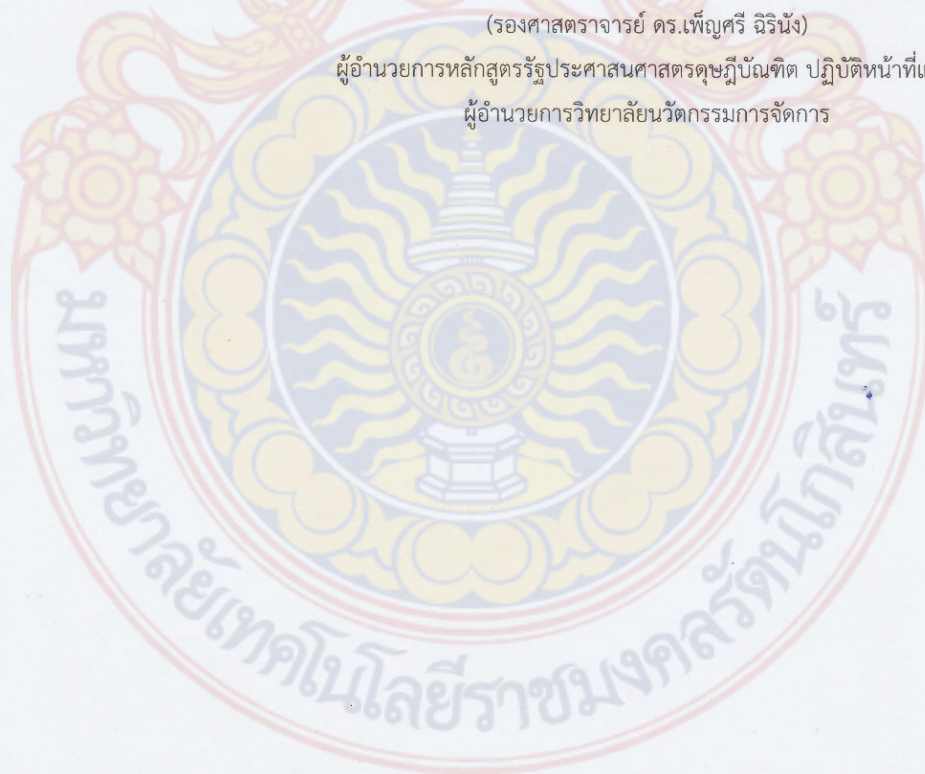 (รองศาสตราจารย์ ดร.เพ็ญศรี ฉิรินัง)
ผู้อำนวยการหลักสูตรรัฐประศาสนศาสตรดุษฎีบัณฑิต ปฏิบัติหน้าที่แ
ผู้อำนวยการวิทยาลัยนวัตกรรมการจัดการ
มหาวิทยาลัยเทคโนโลยีราชมงคลรัตนโกสินทร์